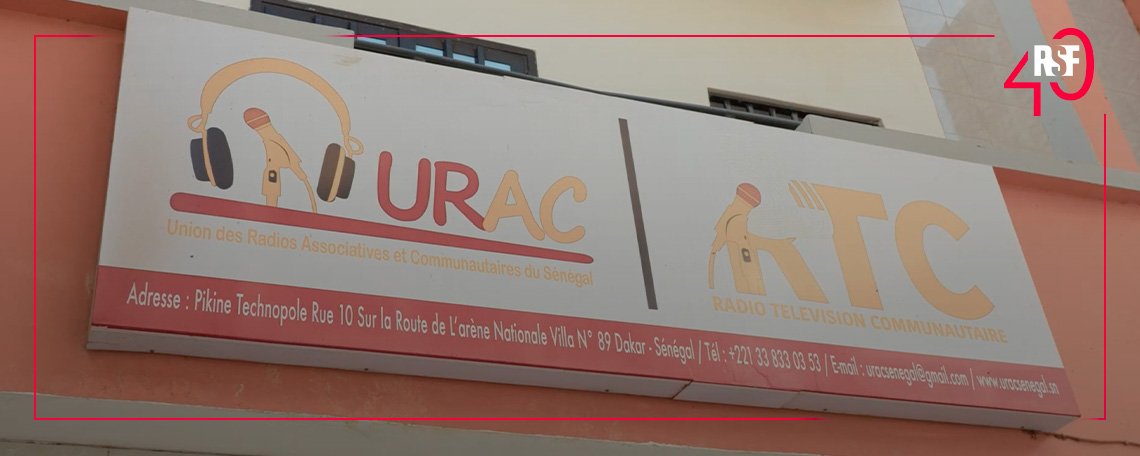 40
RSF
URAC
Union des Radios Associatives et Communautaires du Sénégal
RTC
RADIO TELEVISION COMMUNAUTAIRE
Adresse : Pikine Technopole Rue 10 Sur la Route de L'arène Nationale Villa N° 89 Dakar - Sénégal / Tél : +221 33 833 03 53 / E-mail : uracsenegal@gmail.com / www.uracsenegal.sn